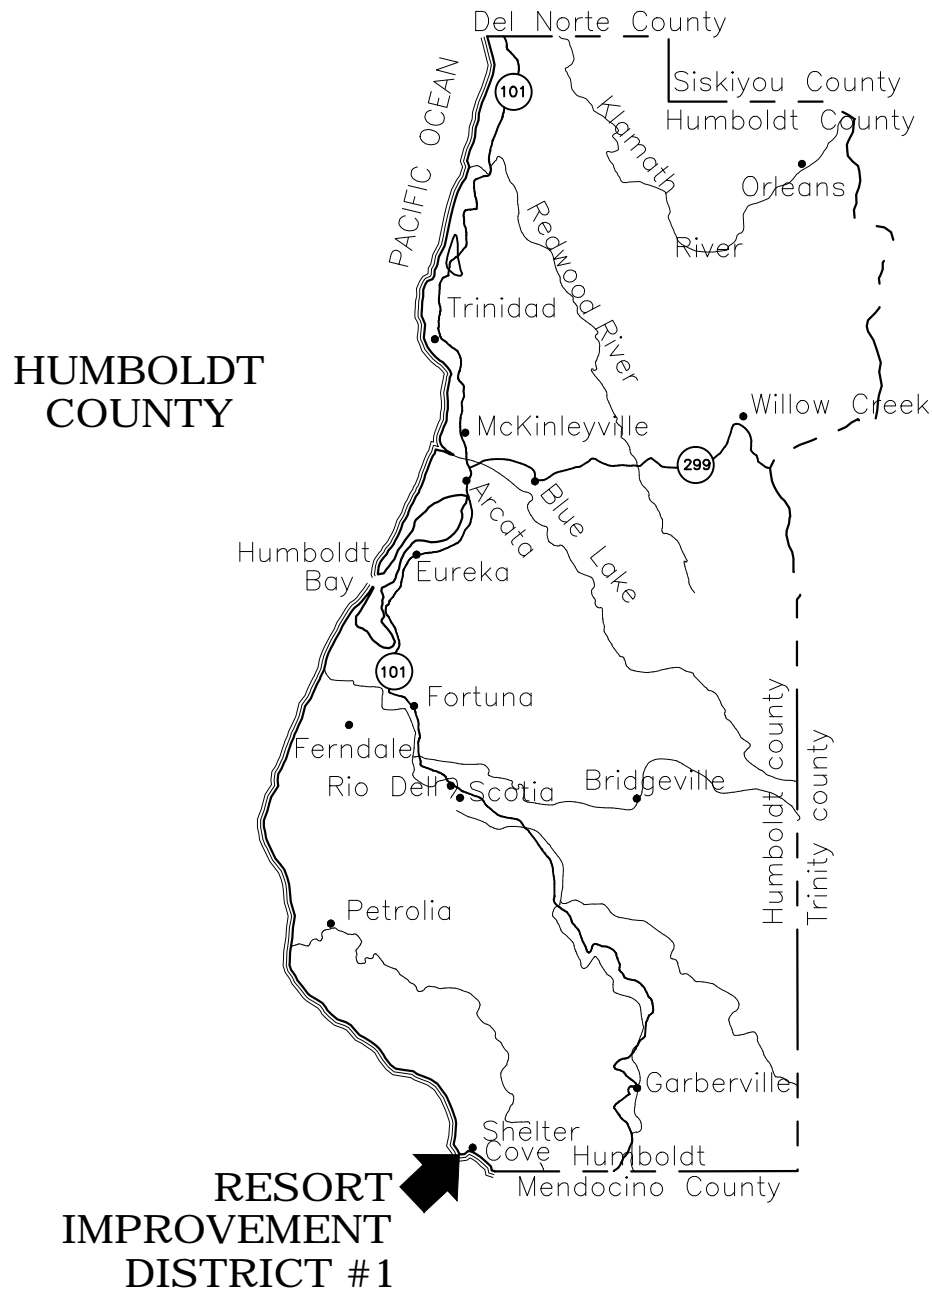 Del Norte County
PACIFIC OCEAN
101
Siskiyou County
Humboldt County
Klamath
River
Orleans
Redwood River
Trinidad
HUMBOLDT
COUNTY
Willow Creek
McKinleyville
299
Arcata
Blue Lake
Humboldt
Bay
Eureka
101
Fortuna
Ferndale
Rio Dell
Scotia
Bridgeville
Humboldt county
Trinity county
Petrolia
Garberville
Shelter
Cove
Humboldt
Mendocino County
RESORT
IMPROVEMENT
DISTRICT #1